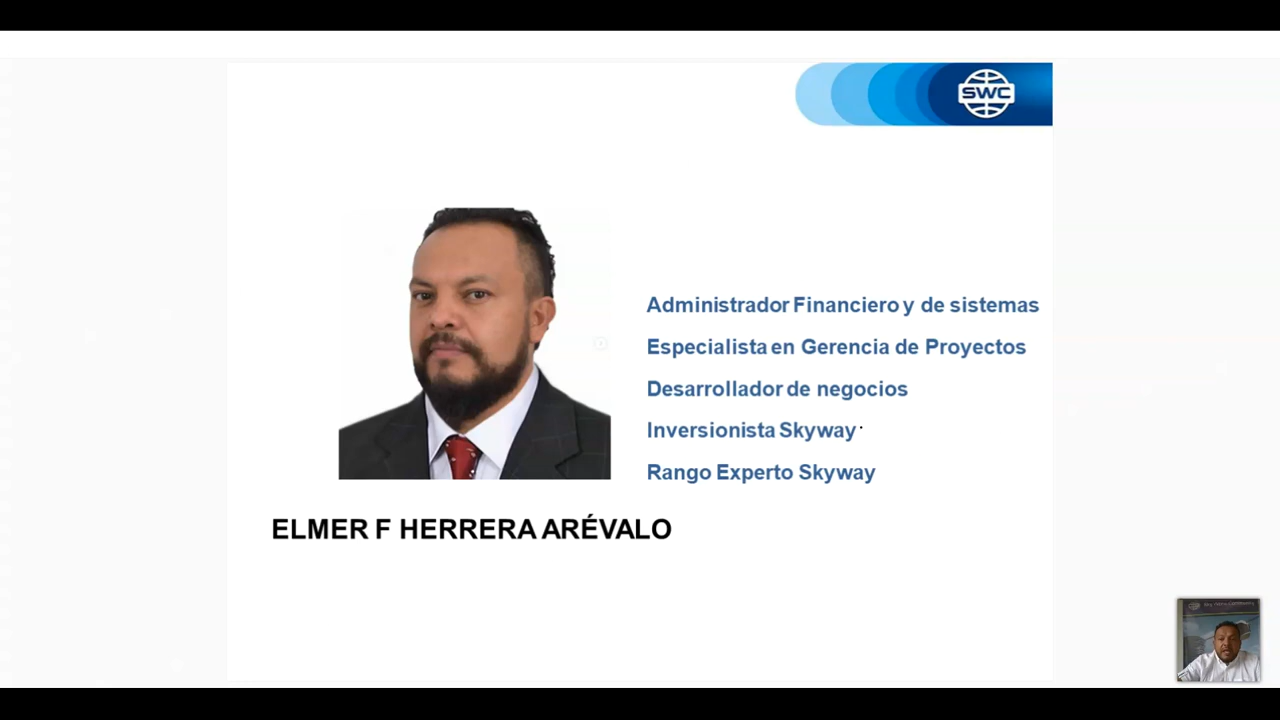 SWC
Administrador Financiero y de sistemas
Especialista en Gerencia de Proyectos
Desarrollador de negocios
Inversionista Skyway
Rango Experto Skyway
ELMER F HERRERA ARÉVALO